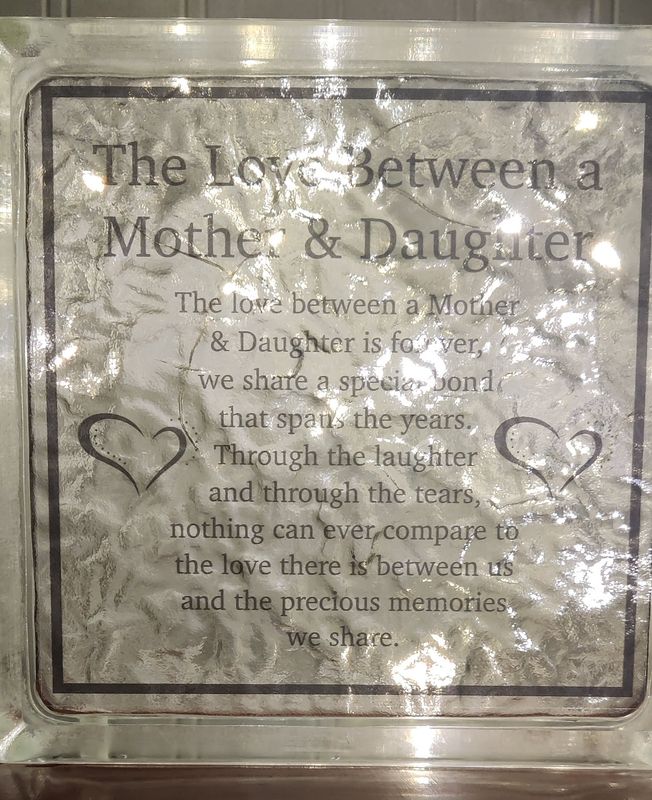 The Love Between a
Mother & Daughter
The love between a Mother
& Daughter is forever,
we share a special bond
that spans the years.
Through the laughter
and through the tears,
nothing can ever compare to
the love there is between us
and the precious memories
we share.